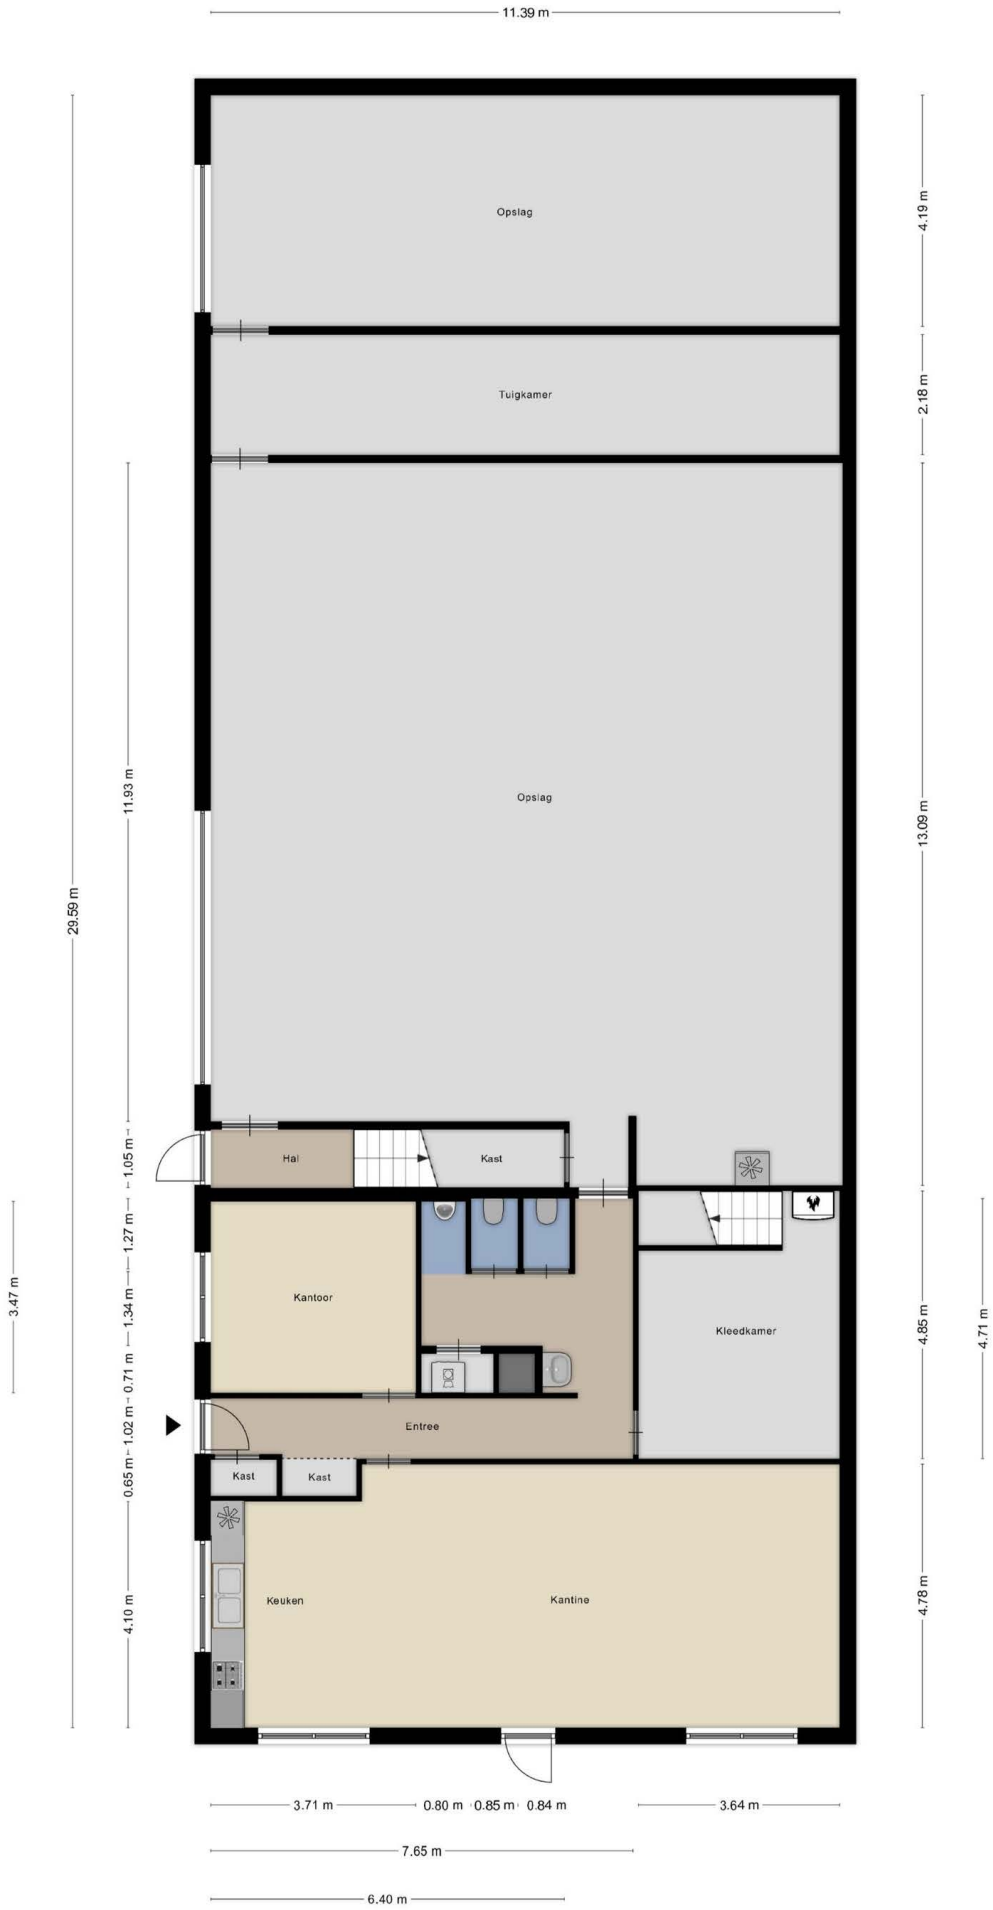 11.39 m
Opslag
4.19 m
Tuigkamer
2.18 m
11.93 m
Opslag
13.09 m
29.59 m
1.05 m
Hal
Kast
1.27 m
3.47 m
Kantoor
1.34 m
Kleedkamer
4.85 m
4.71 m
0.71 m
1.02 m
Entree
0.65 m
Kast
Kast
4.10 m
Keuken
Kantine
4.78 m
3.71 m
0.80 m
0.85 m
0.84 m
3.64 m
7.65 m
6.40 m